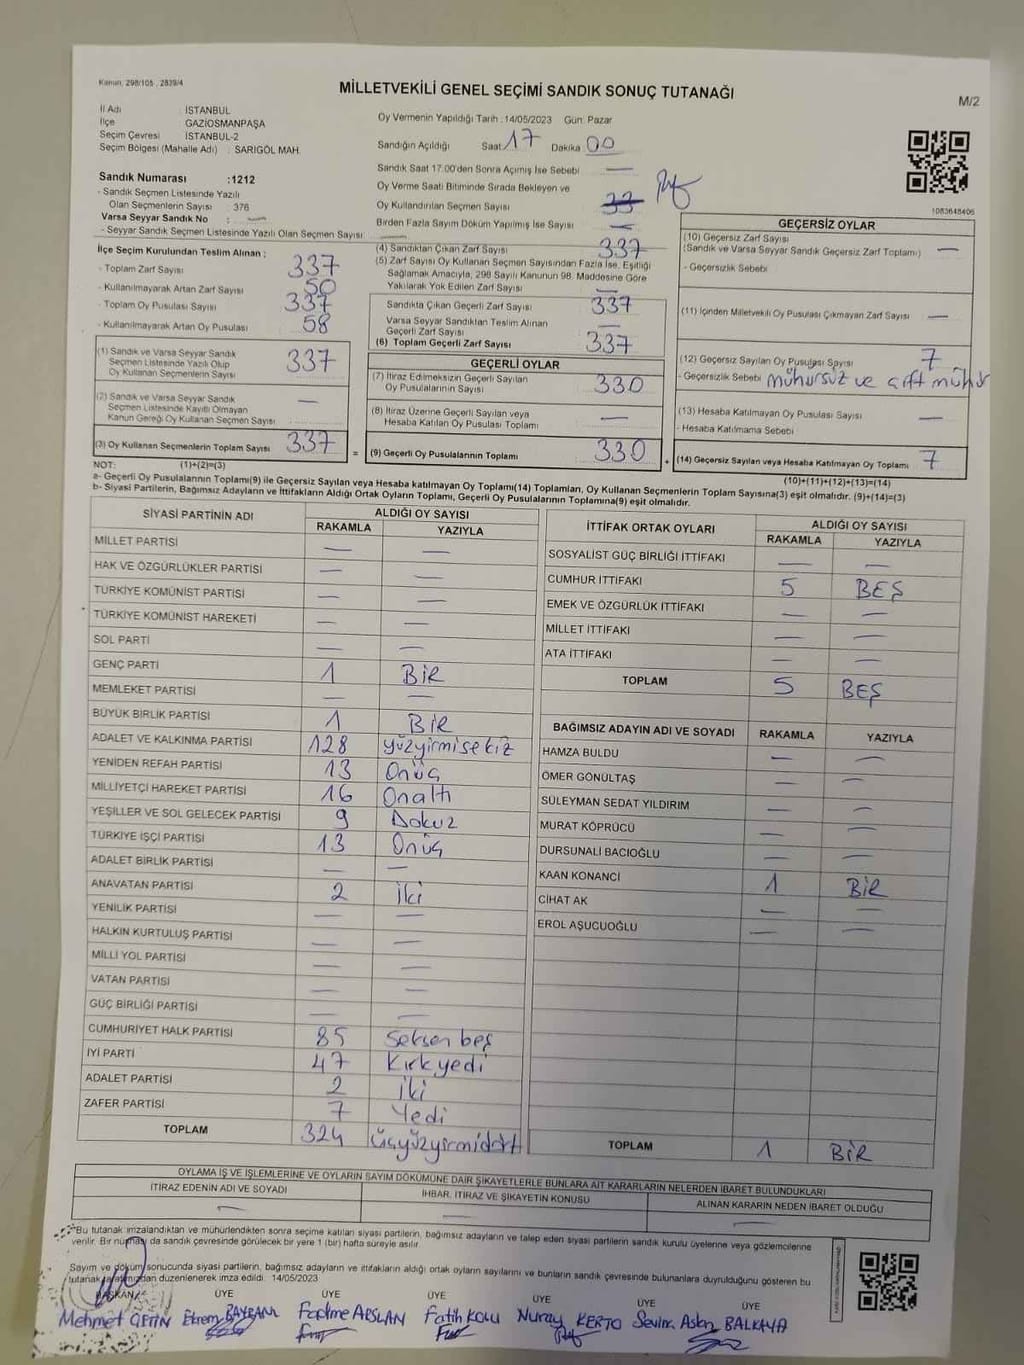 Kanun, 298/105 , 2839/4
MİLLETVEKİLİ GENEL SEÇİMİ SANDIK SONUÇ TUTANAĞI
M/2
İl Adı : İSTANBUL
İlçe : GAZİOSMANPAŞA
Seçim Çevresi : İSTANBUL-2
Seçim Bölgesi (Mahalle Adı) : SARIGÖL MAH.
Sandık Numarası :1212
- Sandık Seçmen Listesinde Yazılı
Olan Seçmenlerin Sayısı : 376
Varsa Seyyar Sandık No : —
- Seyyar Sandık Seçmen Listesinde Yazılı Olan Seçmen Sayısı:
Oy Vermenin Yapıldığı Tarih :14/05/2023 Gün: Pazar
Sandığın Açıldığı Saat 17 Dakika 00
Sandık Saat 17:00'den Sonra Açımış İse Sebebi —
Oy Verme Saati Bitiminde Sırada Bekleyen ve
Oy Kullandırılan Seçmen Sayısı 33
Birden Fazla Sayım Döküm Yapılmış İse Sayısı —
1083648406
İlçe Seçim Kurulundan Teslim Alınan ;
- Toplam Zarf Sayısı 337
- Kullanılmayarak Artan Zarf Sayısı 50
- Toplam Oy Pusulası Sayısı 337
- Kullanılmayarak Artan Oy Pusulası 58
(1) Sandık ve Varsa Seyyar Sandık
Seçmen Listesinde Yazılı Olup
Oy Kullanan Seçmenlerin Sayısı 337
(2) Sandık ve Varsa Seyyar Sandık
Seçmen Listesinde Kayıtlı Olmayan
Kanun Gereği Oy Kullanan Seçmen Sayısı —
(3) Oy Kullanan Seçmenlerin Toplam Sayısı 337
(4) Sandıktan Çıkan Zarf Sayısı 337
(5) Zarf Sayısı Oy Kullanan Seçmen Sayısından Fazla İse, Eşitliği
Sağlamak Amacıyla, 298 Sayılı Kanunun 98. Maddesine Göre
Yakılarak Yok Edilen Zarf Sayısı —
Sandıkta Çıkan Geçerli Zarf Sayısı 337
Varsa Seyyar Sandıktan Teslim Alınan
Geçerli Zarf Sayısı —
(6) Toplam Geçerli Zarf Sayısı 337
GEÇERLİ OYLAR
(7) İtiraz Edilmeksizin Geçerli Sayılan
Oy Pusulalarının Sayısı 330
(8) İtiraz Üzerine Geçerli Sayılan veya
Hesaba Katılan Oy Pusulası Toplamı —
= (9) Geçerli Oy Pusulalarının Toplamı 330
GEÇERSİZ OYLAR
(10) Geçersiz Zarf Sayısı
(Sandık ve Varsa Seyyar Sandık Geçersiz Zarf Toplamı) —
- Geçersizlik Sebebi
(11) İçinden Milletvekili Oy Pusulası Çıkmayan Zarf Sayısı —
(12) Geçersiz Sayılan Oy Pusulası Sayısı 7
- Geçersizlik Sebebi mühürsüz ve çift mühür
(13) Hesaba Katılmayan Oy Pusulası Sayısı —
- Hesaba Katılmama Sebebi
+ (14) Geçersiz Sayılan veya Hesaba Katılmayan Oy Toplamı 7
NOT: (1)+(2)=(3)
(10)+(11)+(12)+(13)=(14)
a- Geçerli Oy Pusulalarının Toplamı(9) ile Geçersiz Sayılan veya Hesaba katılmayan Oy Toplamı(14) Toplamları, Oy Kullanan Seçmenlerin Toplam Sayısına(3) eşit olmalıdır. (9)+(14)=(3)
b- Siyasi Partilerin, Bağımsız Adayların ve İttifakların Aldığı Ortak Oyların Toplamı, Geçerli Oy Pusulalarının Toplamına(9) eşit olmalıdır.
SİYASİ PARTİNİN ADI ALDIĞI OY SAYISI
RAKAMLA YAZIYLA
MİLLET PARTİSİ — —
HAK VE ÖZGÜRLÜKLER PARTİSİ — —
TÜRKİYE KOMÜNİST PARTİSİ — —
TÜRKİYE KOMÜNİST HAREKETİ — —
SOL PARTİ — —
GENÇ PARTİ 1 BİR
MEMLEKET PARTİSİ — —
BÜYÜK BİRLİK PARTİSİ 1 BİR
ADALET VE KALKINMA PARTİSİ 128 yüzyirmisekiz
YENİDEN REFAH PARTİSİ 13 Onüç
MİLLİYETÇİ HAREKET PARTİSİ 16 Onaltı
YEŞİLLER VE SOL GELECEK PARTİSİ 9 Dokuz
TÜRKİYE İŞÇİ PARTİSİ 13 Onüç
ADALET BİRLİK PARTİSİ — —
ANAVATAN PARTİSİ 2 İki
YENİLİK PARTİSİ — —
HALKIN KURTULUŞ PARTİSİ — —
MİLLİ YOL PARTİSİ — —
VATAN PARTİSİ — —
GÜÇ BİRLİĞİ PARTİSİ — —
CUMHURİYET HALK PARTİSİ 85 Seksen beş
İYİ PARTİ 47 Kırkyedi
ADALET PARTİSİ 2 İki
ZAFER PARTİSİ 7 Yedi
TOPLAM 324 üçyüzyirmidört
İTTİFAK ORTAK OYLARI ALDIĞI OY SAYISI
RAKAMLA YAZIYLA
SOSYALİST GÜÇ BİRLİĞİ İTTİFAKI — —
CUMHUR İTTİFAKI 5 BEŞ
EMEK VE ÖZGÜRLÜK İTTİFAKI — —
MİLLET İTTİFAKI — —
ATA İTTİFAKI — —
TOPLAM 5 BEŞ
BAĞIMSIZ ADAYIN ADI VE SOYADI RAKAMLA YAZIYLA
HAMZA BULDU — —
ÖMER GÖNÜLTAŞ — —
SÜLEYMAN SEDAT YILDIRIM — —
MURAT KÖPRÜCÜ — —
DURSUNALİ BACIOĞLU — —
KAAN KONANCI 1 BİR
CİHAT AK — —
EROL AŞUCUOĞLU — —
TOPLAM 1 BİR
OYLAMA İŞ VE İŞLEMLERİNE VE OYLARIN SAYIM DÖKÜMÜNE DAİR ŞİKAYETLERLE BUNLARA AİT KARARLARIN NELERDEN İBARET BULUNDUKLARI
İTİRAZ EDENİN ADI VE SOYADI İHBAR, İTİRAZ VE ŞİKAYETİN KONUSU ALINAN KARARIN NEDEN İBARET OLDUĞU
— — —
Bu tutanak imzalandıktan ve mühürlendikten sonra seçime katılan siyasi partilerin, bağımsız adayların ve talep eden siyasi partilerin sandık kurulu üyelerine veya gözlemcilerine
verilir. Bir nüshası da sandık çevresinde görülecek bir yere 1 (bir) hafta süreyle asılır.
Sayım ve döküm sonucunda siyasi partilerin, bağımsız adayların ve ittifakların aldığı ortak oyların sayılarını ve bunların sandık çevresinde bulunanlara duyrulduğunu gösteren bu
tutanak tarafımızdan düzenlenerek imza edildi. 14/05/2023
BAŞKAN ÜYE ÜYE ÜYE ÜYE ÜYE ÜYE
Mehmet ÇETİN Ekrem BAYRAM Fadime ARSLAN Fatih KOLU Nuray KERTO Sevim Aslan BALKAYA